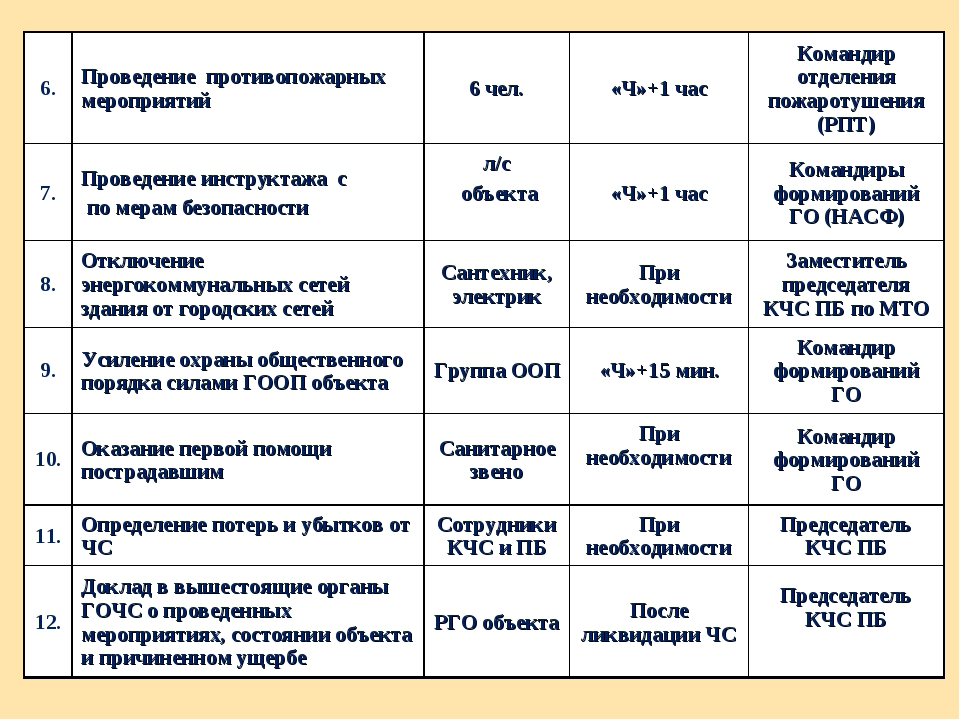 6.
Проведение противопожарных
мероприятий
6 чел.
«Ч»+1 час
Командир
отделения
пожаротушения
(РПТ)
7.
Проведение инструктажа с
по мерам безопасности
л/с
объекта
«Ч»+1 час
Командиры
формирований
ГО (НАСФ)
8.
Отключение
энергокоммунальных сетей
здания от городских сетей
Сантехник,
электрик
При
необходимости
Заместитель
председателя
КЧС ПБ по МТО
9.
Усиление охраны общественного
порядка силами ГООП объекта
Группа ООП
«Ч»+15 мин.
Командир
формирований
ГО
10.
Оказание первой помощи
пострадавшим
Санитарное
звено
При
необходимости
Командир
формирований
ГО
11.
Определение потерь и убытков от
ЧС
Сотрудники
КЧС и ПБ
При
необходимости
Председатель
КЧС ПБ
12.
Доклад в вышестоящие органы
ГОЧС о проведенных
мероприятиях, состоянии объекта
и причиненном ущербе
РГО объекта
После
ликвидации ЧС
Председатель
КЧС ПБ